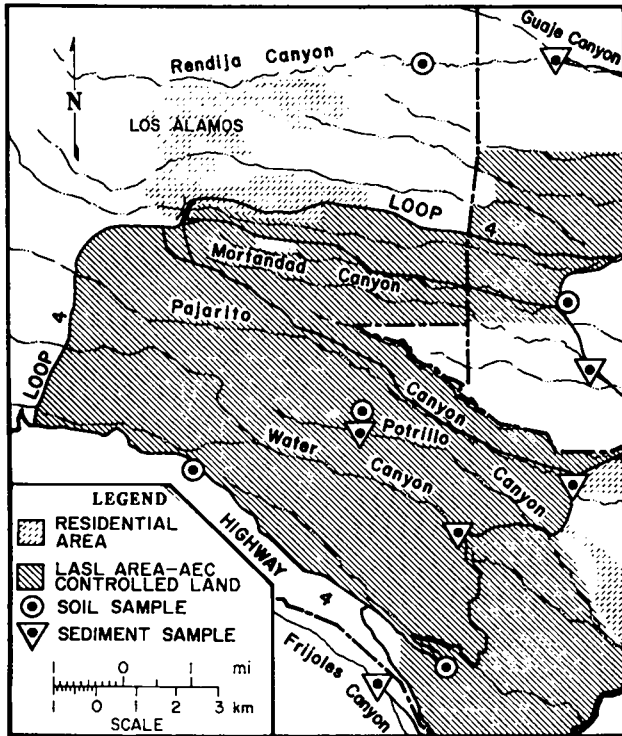 Guaje Canyon
Rendija Canyon
N
LOS ALAMOS
LOOP 4
Mortandad Canyon
Pajarito Canyon
LOOP 4
Potrillo Canyon
Water Canyon
HIGHWAY 4
Frijoles Canyon
LEGEND
RESIDENTIAL AREA
LASL AREA-AEC
CONTROLLED LAND
SOIL SAMPLE
SEDIMENT SAMPLE
1 0 1 mi
1 0 1 2 3 km
SCALE